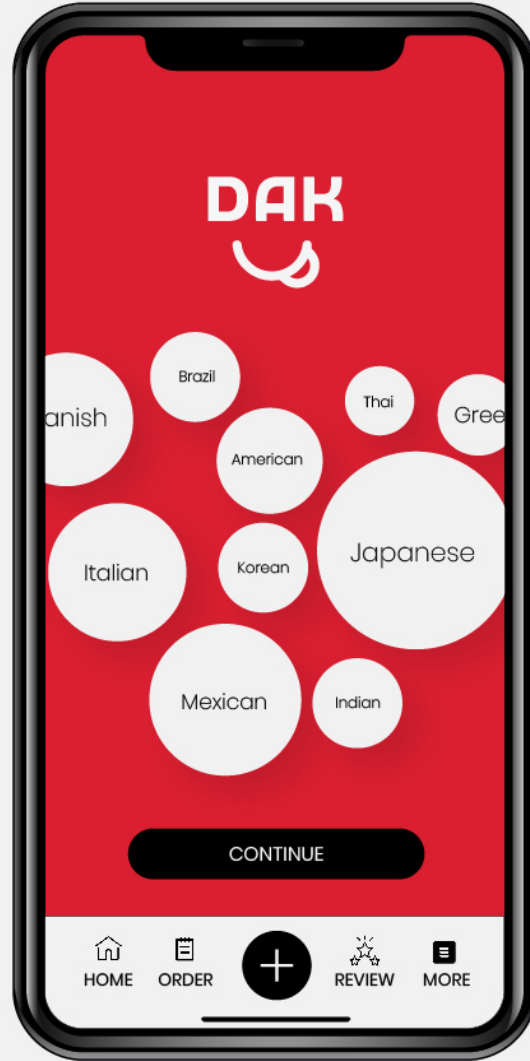 DAK
Brazil
Thai
anish
Gree
American
Japanese
Italian
Korean
Mexican
Indian
CONTINUE
HOME ORDER REVIEW MORE